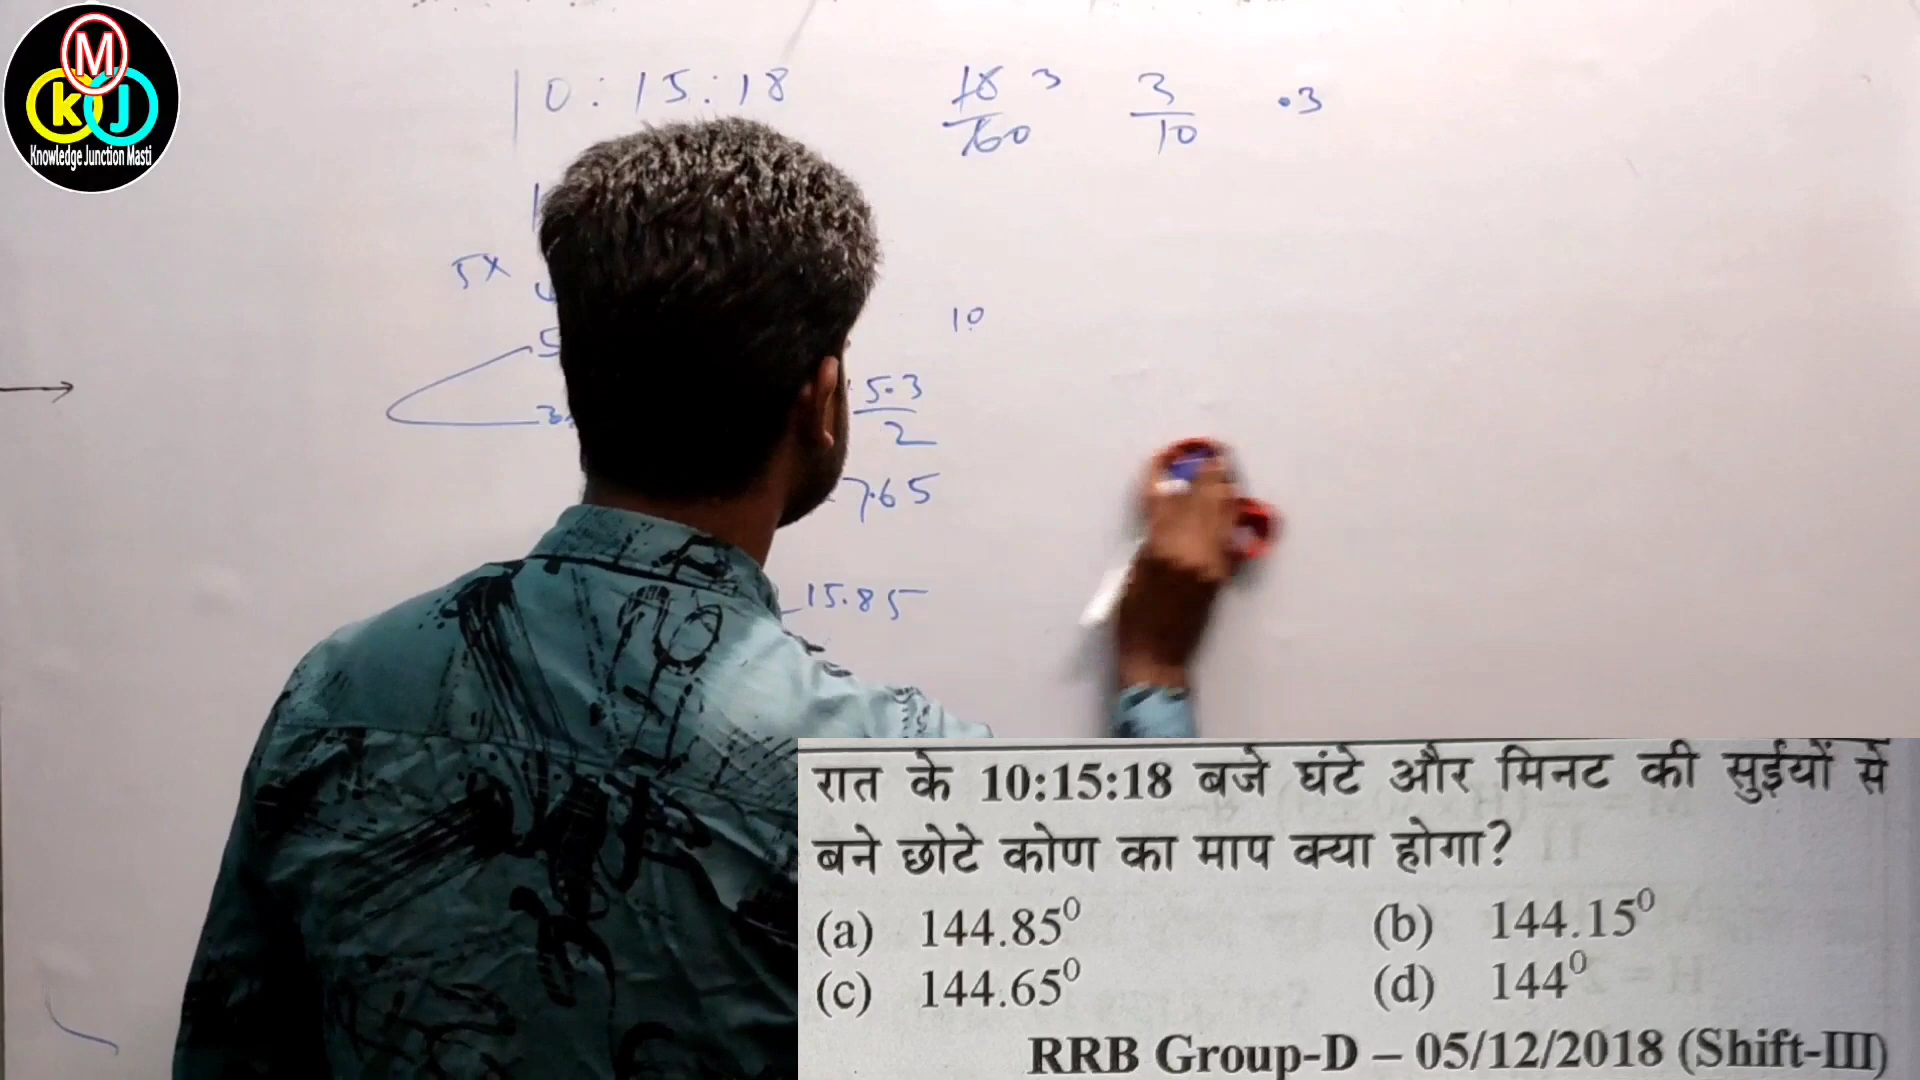 M
k J
Knowledge Junction Masti
10:15:18
18 3
60
3
10
.3
5x
10
5.3
2
7.65
15.85
रात के 10:15:18 बजे घंटे और मिनट की सुईयों से
बने छोटे कोण का माप क्या होगा?
(a) 144.85⁰ (b) 144.15⁰
(c) 144.65⁰ (d) 144⁰
RRB Group-D – 05/12/2018 (Shift-III)